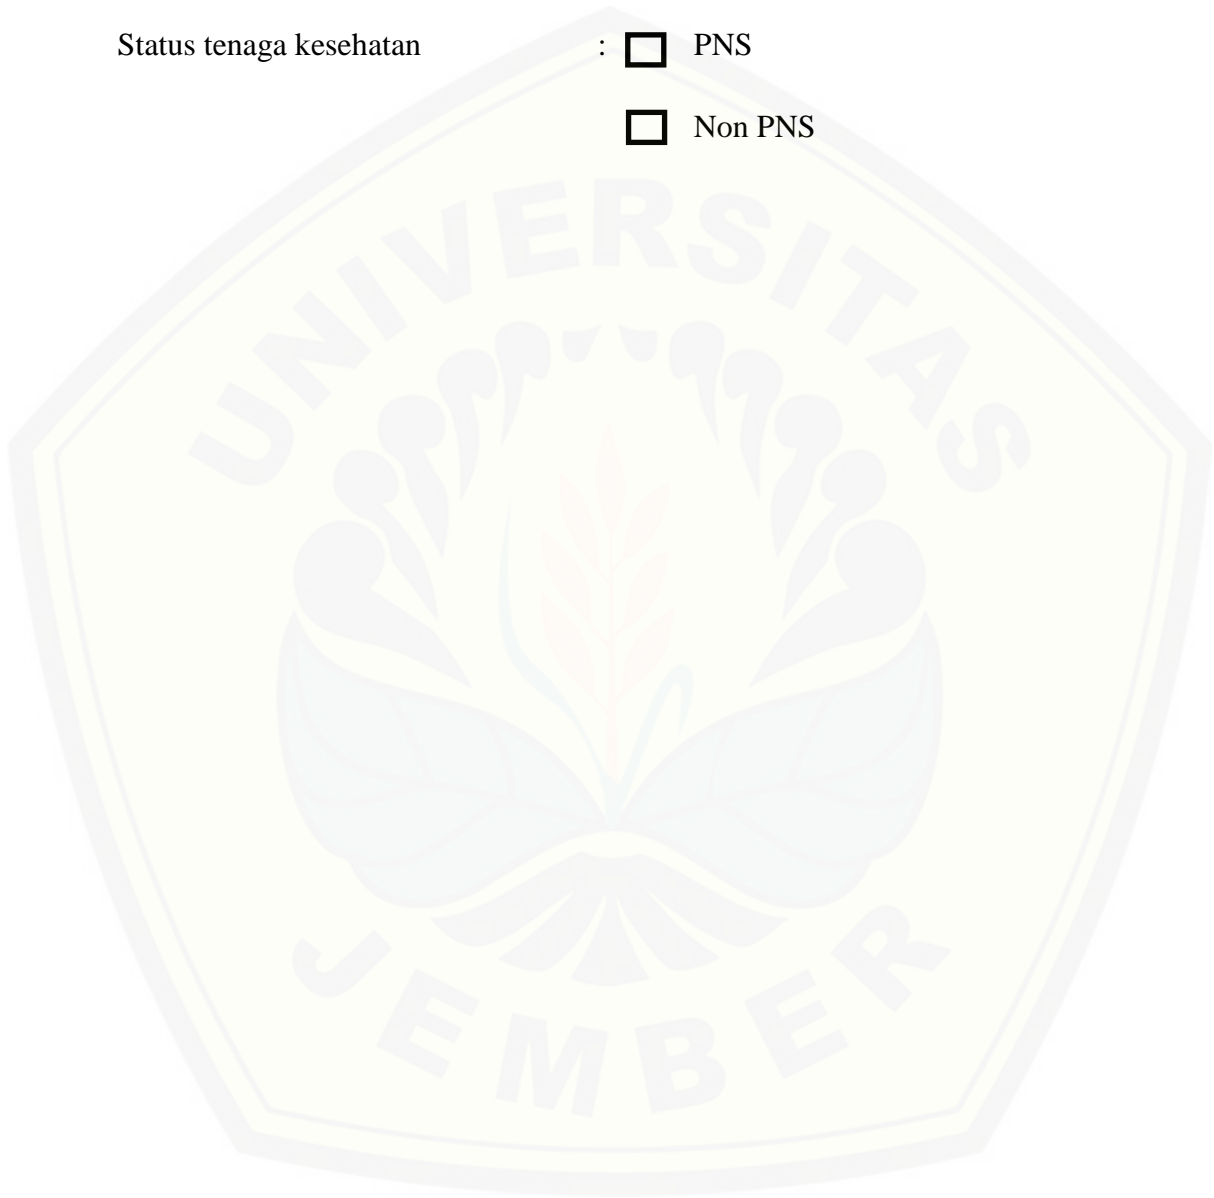 Status tenaga kesehatan : ☐ PNS
☐ Non PNS
UNIVERSITAS
JEMBER